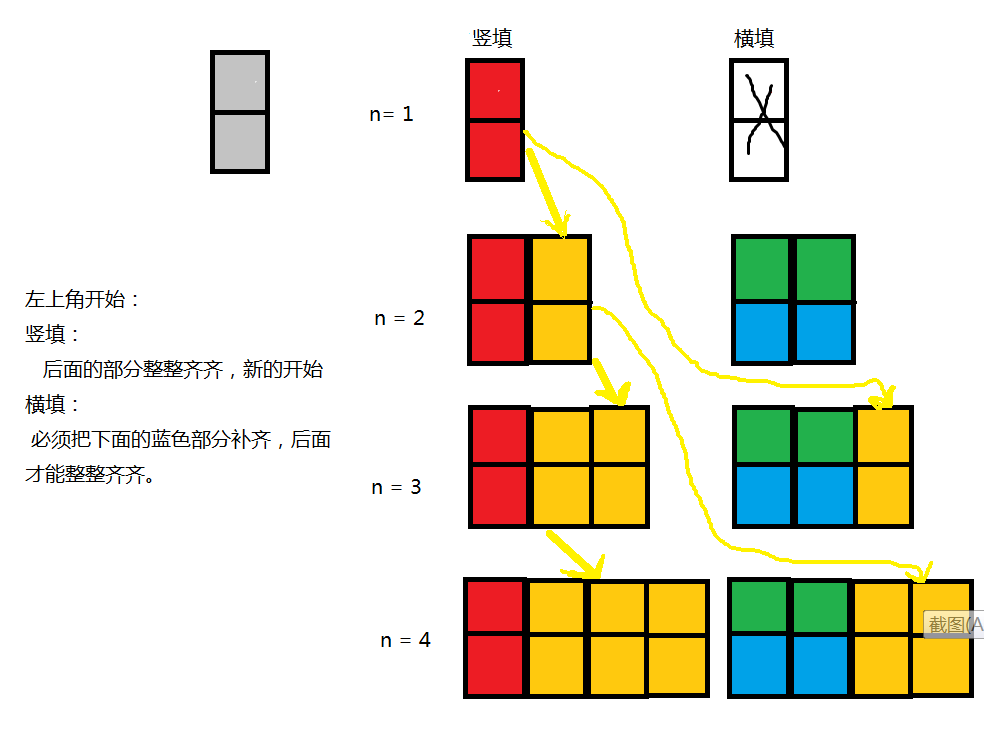 竖填
横填
n= 1
左上角开始：
n = 2
竖填：
后面的部分整整齐齐，新的开始
横填：
必须把下面的蓝色部分补齐，后面
才能整整齐齐。
n = 3
n = 4
截图(A